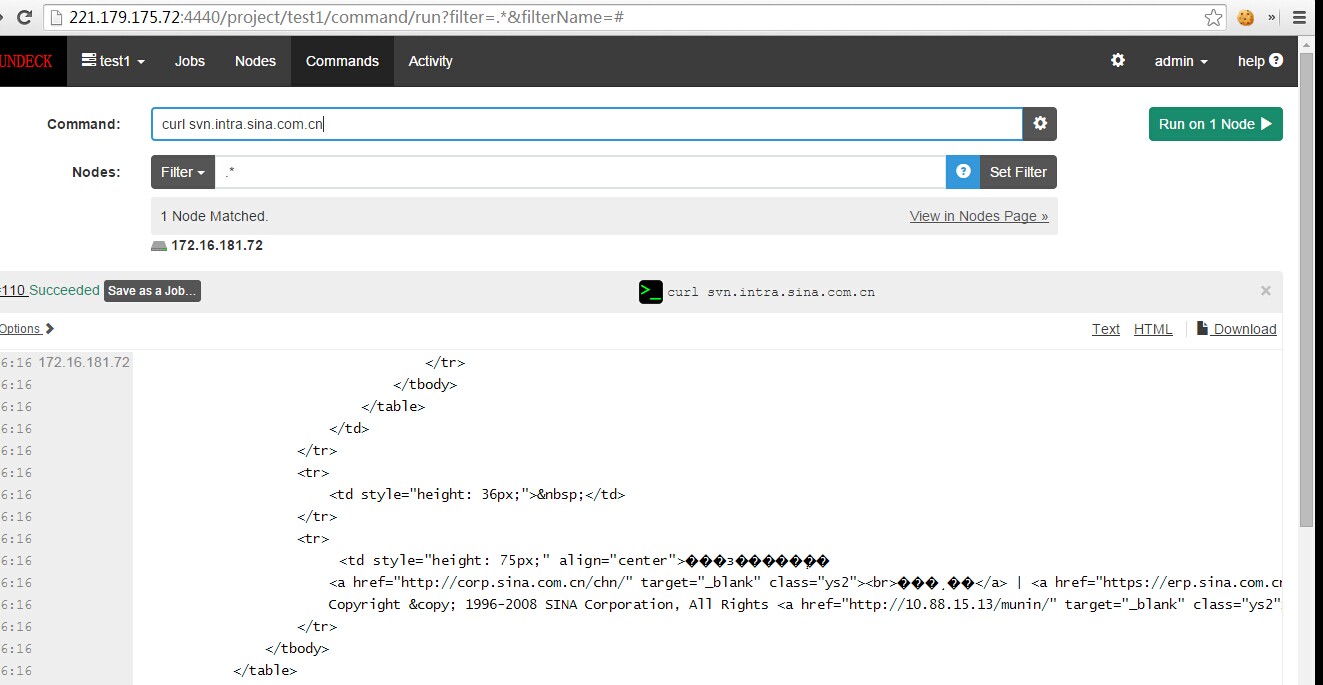 221.179.175.72:4440/project/test1/command/run?filter=.*&filterName=#
UNDECK test1 Jobs Nodes Commands Activity admin help
Command: curl svn.intra.sina.com.cn Run on 1 Node
Nodes: Filter .* Set Filter
1 Node Matched. View in Nodes Page »
172.16.181.72
#110 Succeeded Save as a Job... >_ curl svn.intra.sina.com.cn ×
Options Text HTML Download
6:16 172.16.181.72 </tr>
6:16 </tbody>
6:16 </table>
6:16 </td>
6:16 </tr>
6:16 <tr>
6:16 <td style="height: 36px;">&nbsp;</td>
6:16 </tr>
6:16 <tr>
6:16 <td style="height: 75px;" align="center">���з������ְ��
6:16 <a href="http://corp.sina.com.cn/chn/" target="_blank" class="ys2"><br>���˾��</a> | <a href="https://erp.sina.com.cn
6:16 Copyright &copy; 1996-2008 SINA Corporation, All Rights <a href="http://10.88.15.13/munin/" target="_blank" class="ys2"
6:16 </tr>
6:16 </tbody>
6:16 </table>